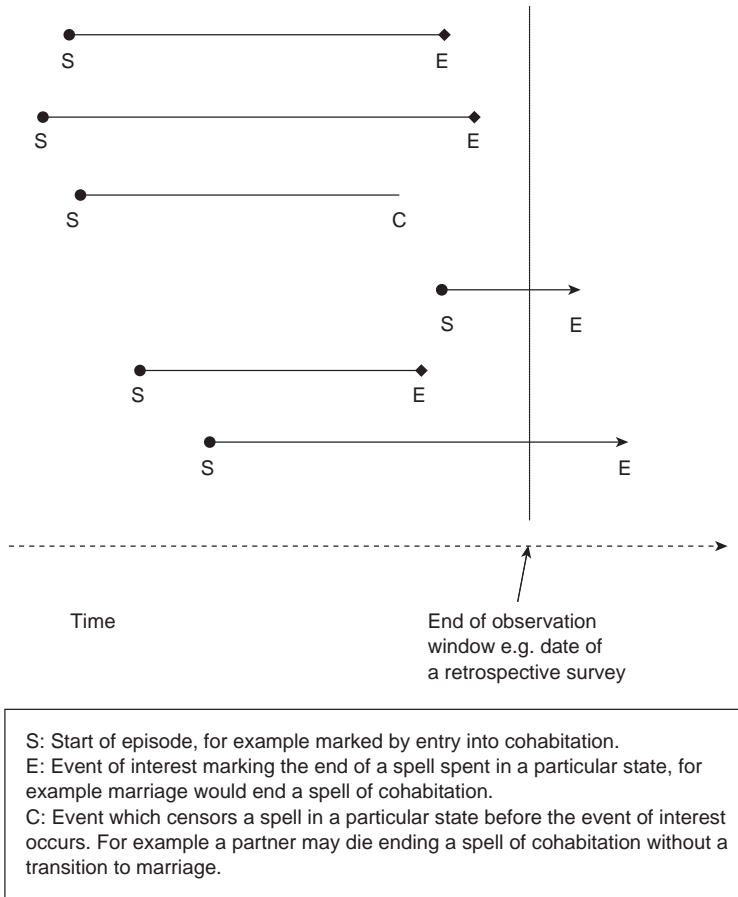 S E
S E
S C
S E
S E
S E
Time
End of observation
window e.g. date of
a retrospective survey
S: Start of episode, for example marked by entry into cohabitation.
E: Event of interest marking the end of a spell spent in a particular state, for
example marriage would end a spell of cohabitation.
C: Event which censors a spell in a particular state before the event of interest
occurs. For example a partner may die ending a spell of cohabitation without a
transition to marriage.